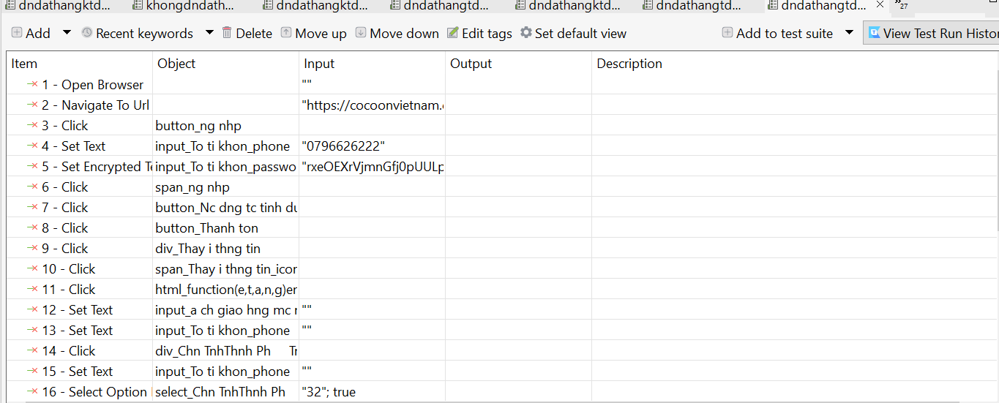 dndathangktd... khongdndath... dndathangktd... dndathangtd... dndathangktd... dndathangtd... dndathangtd... 27
Add Recent keywords Delete Move up Move down Edit tags Set default view Add to test suite View Test Run Histor
Item Object Input Output Description
1 - Open Browser ""
2 - Navigate To Url "https://cocoonvietnam.
3 - Click button_ng nhp
4 - Set Text input_To ti khon_phone "0796626222"
5 - Set Encrypted Te input_To ti khon_passwo "rxeOEXrVjmnGfj0pUULp
6 - Click span_ng nhp
7 - Click button_Nc dng tc tinh du
8 - Click button_Thanh ton
9 - Click div_Thay i thng tin
10 - Click span_Thay i thng tin_icon
11 - Click html_function(e,t,a,n,g)er
12 - Set Text input_a ch giao hng mc r ""
13 - Set Text input_To ti khon_phone ""
14 - Click div_Chn TnhThnh Ph Tr
15 - Set Text input_To ti khon_phone ""
16 - Select Option select_Chn TnhThnh Ph "32"; true